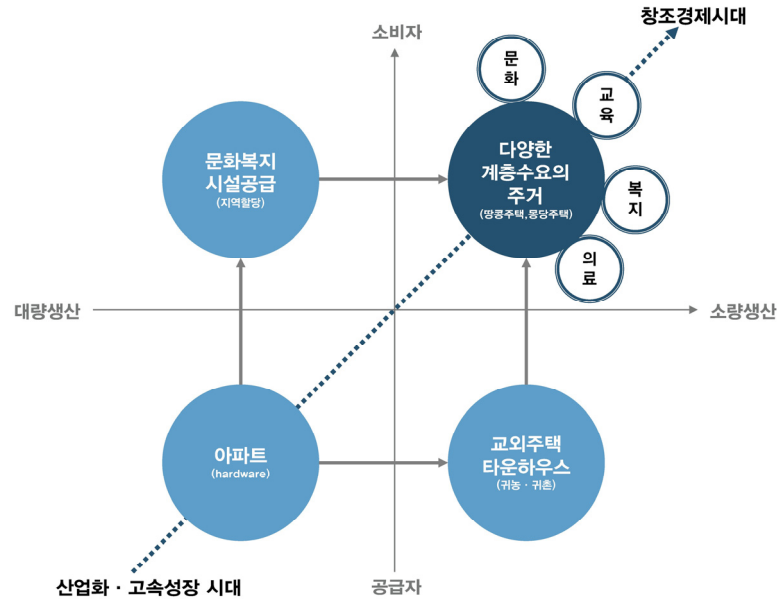 창조경제시대
소비자
문
화
교
육
문화복지
시설공급
(지역할당)
다양한
계층수요의
주거
(땅콩주택,몽당주택)
복
지
의
료
대량생산
소량생산
아파트
(hardware)
교외주택
타운하우스
(귀농 · 귀촌)
산업화 · 고속성장 시대
공급자